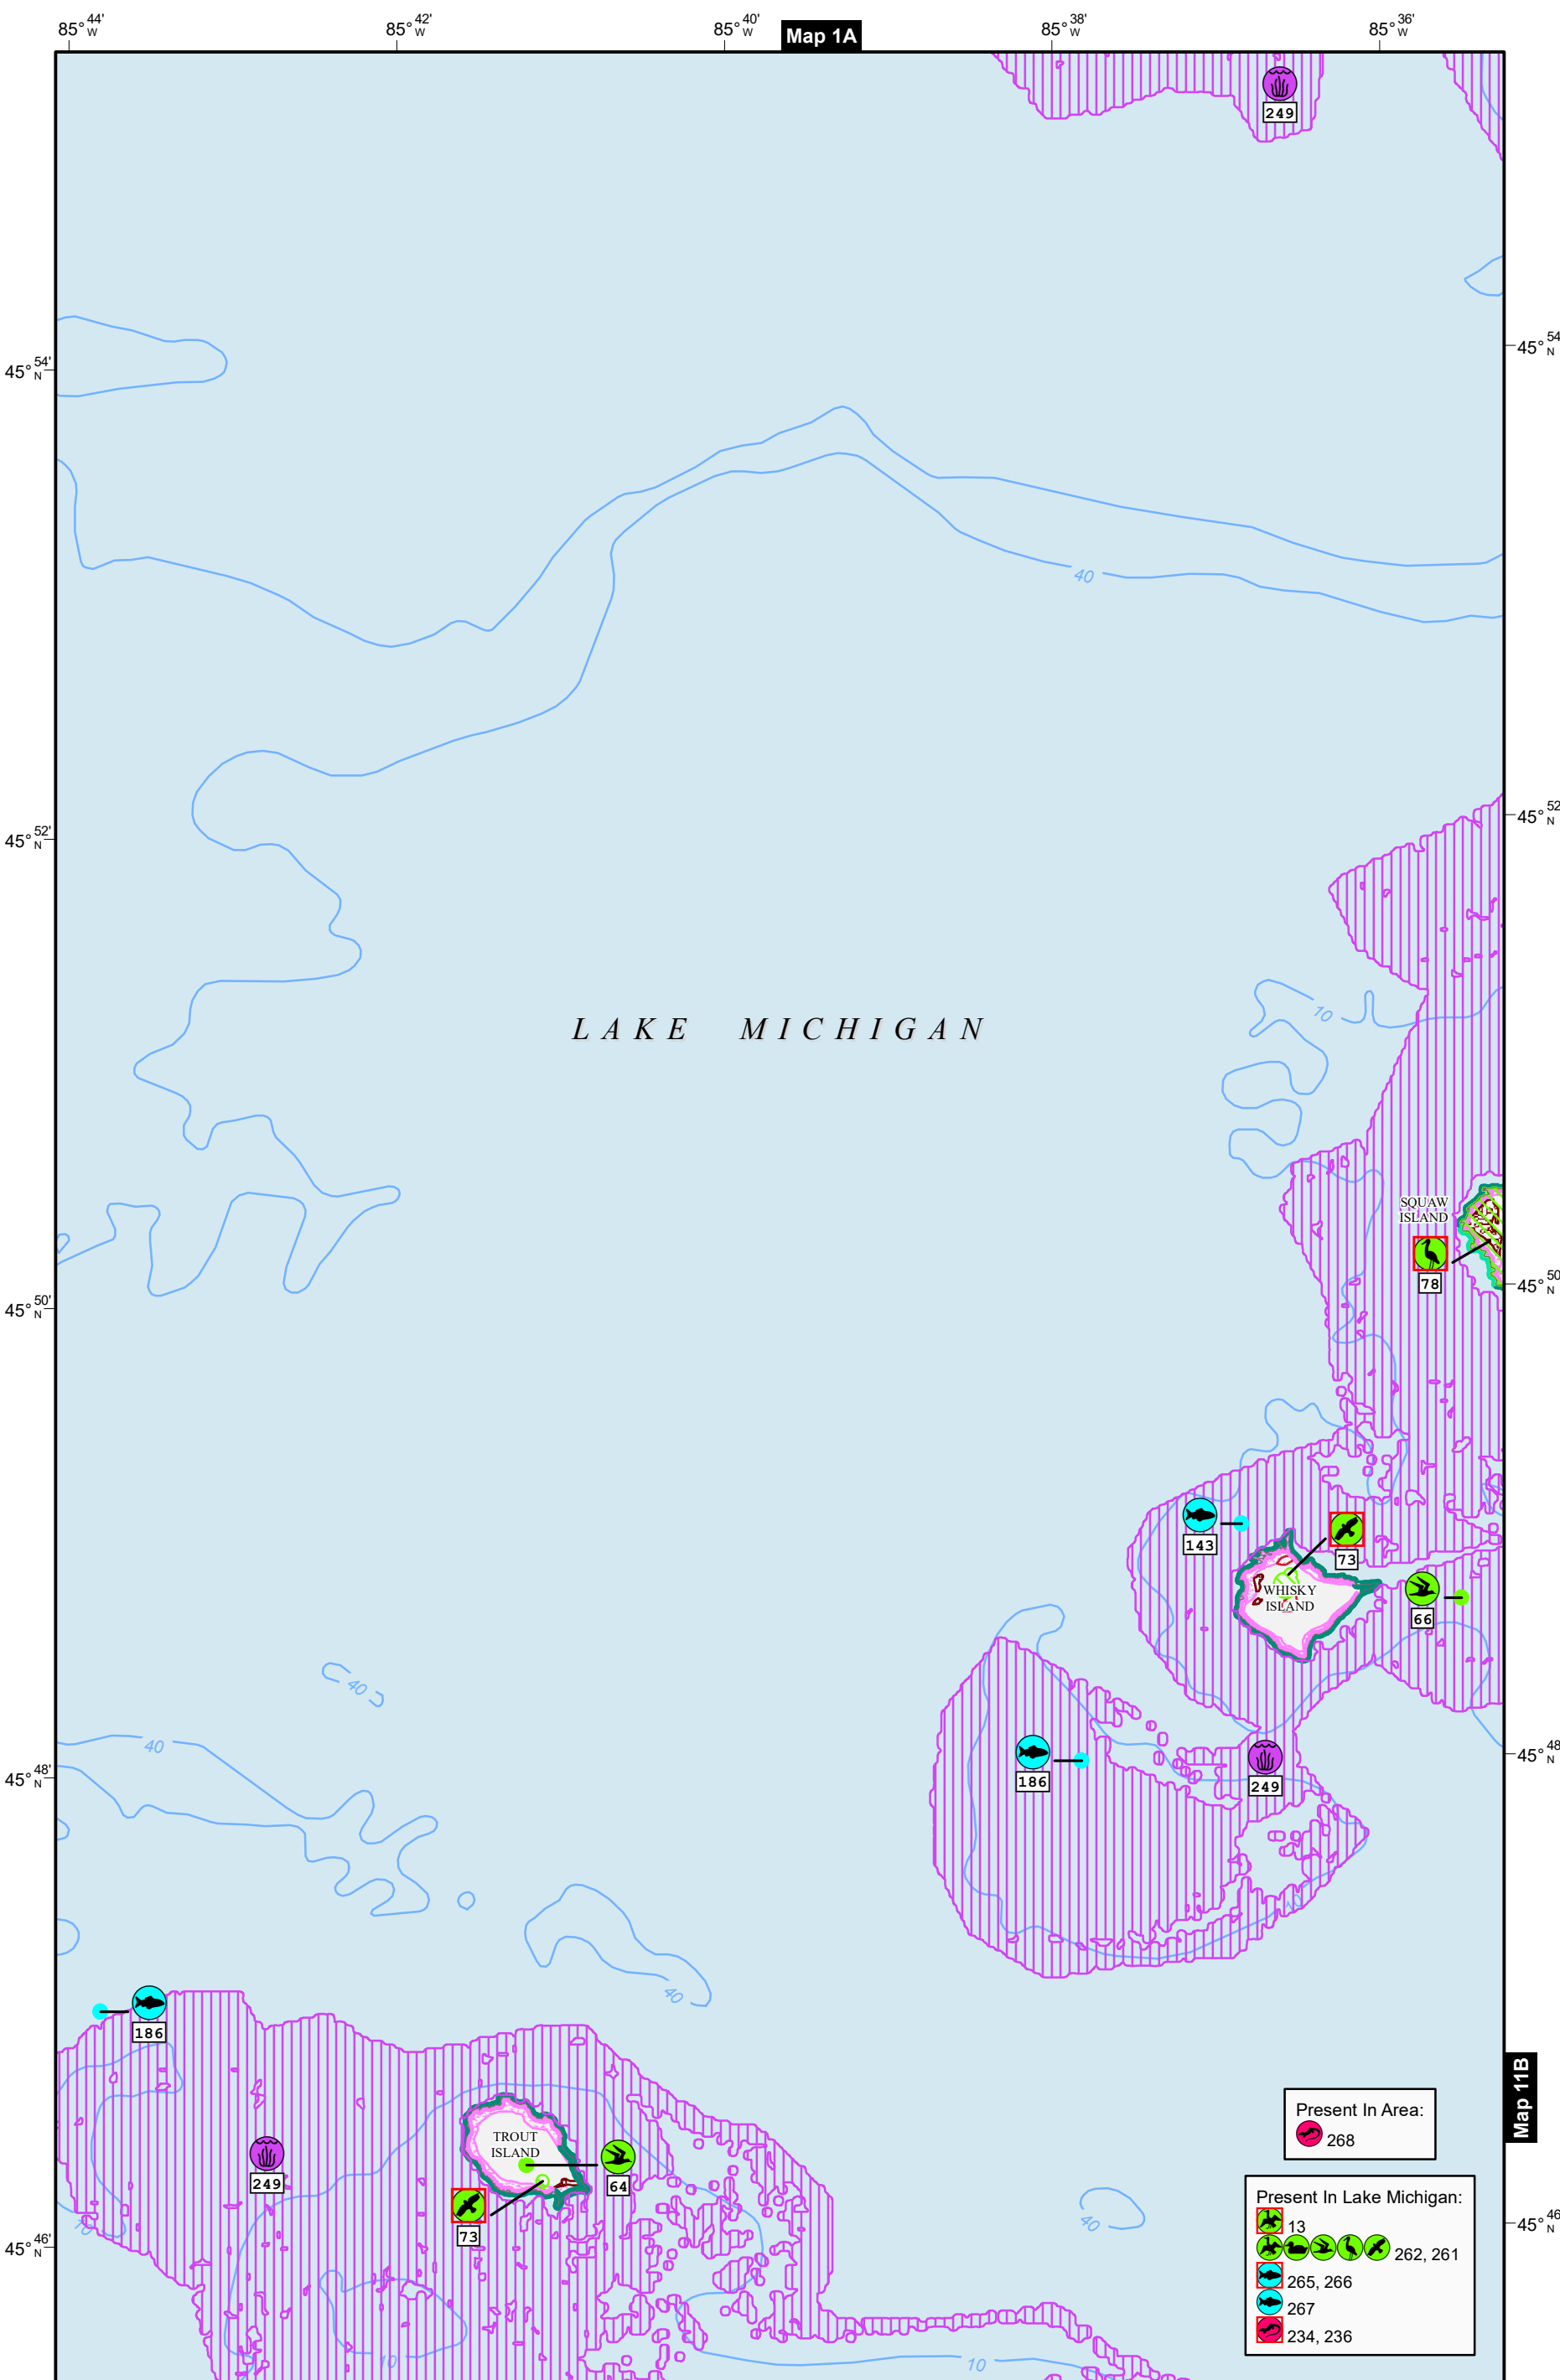 85° 44' W
85° 42' W
85° 40' W
Map 1A
85° 38' W
85° 36' W
249
45° 54' N
45° 54' N
40
45° 52' N
45° 52' N
10
LAKE MICHIGAN
SQUAW
ISLAND
78
45° 50' N
45° 50' N
143
73
WHISKY
ISLAND
66
40
40
186
249
45° 48' N
45° 48' N
40
186
Map 11B
Present In Area:
268
TROUT
ISLAND
249
64
73
10
40
45° 46' N
45° 46' N
Present In Lake Michigan:
13
262, 261
265, 266
267
234, 236
10
10